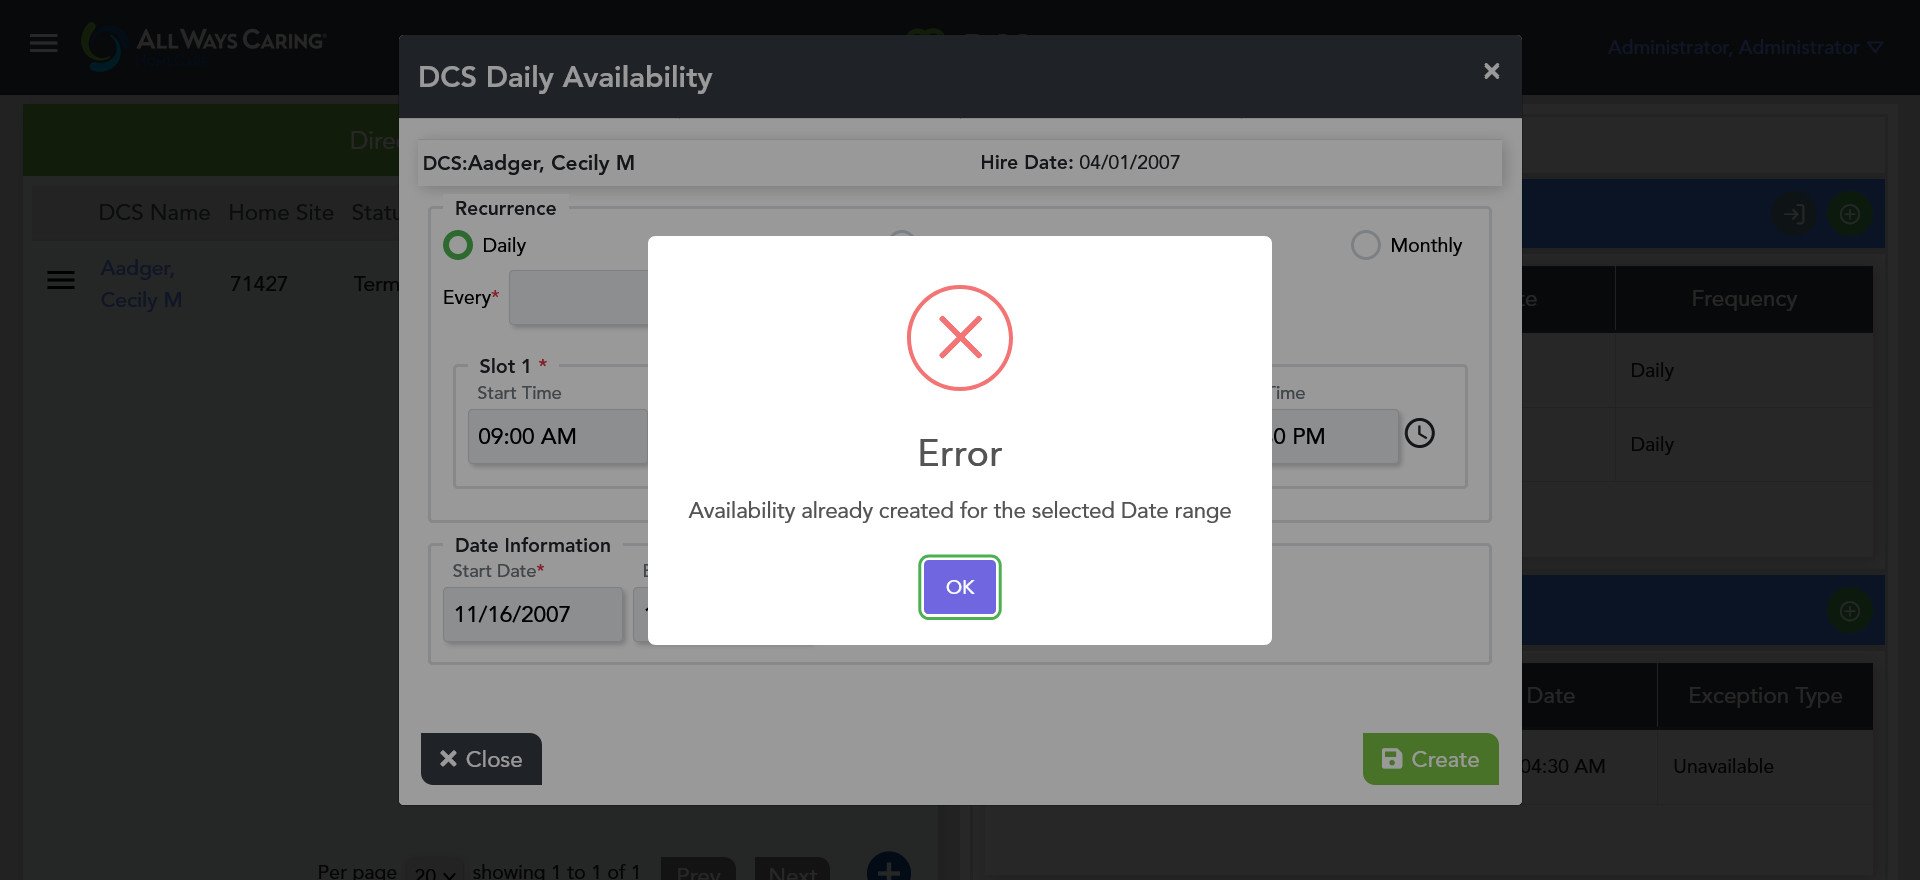 ALL WAYS CARING
Administrator, Administrator
DCS Daily Availability
DCS:Aadger, Cecily M
Hire Date: 04/01/2007
DCS Name
Home Site
Aadger,
Cecily M
71427
Recurrence
Daily
Monthly
Every*
Slot 1 *
Start Time
09:00 AM
Time
0 PM
Error
Availability already created for the selected Date range
OK
Date Information
Start Date*
11/16/2007
Close
Create
Frequency
Daily
Daily
Date
Exception Type
04:30 AM
Unavailable
Per page
20
showing 1 to 1 of 1
Prev
Next